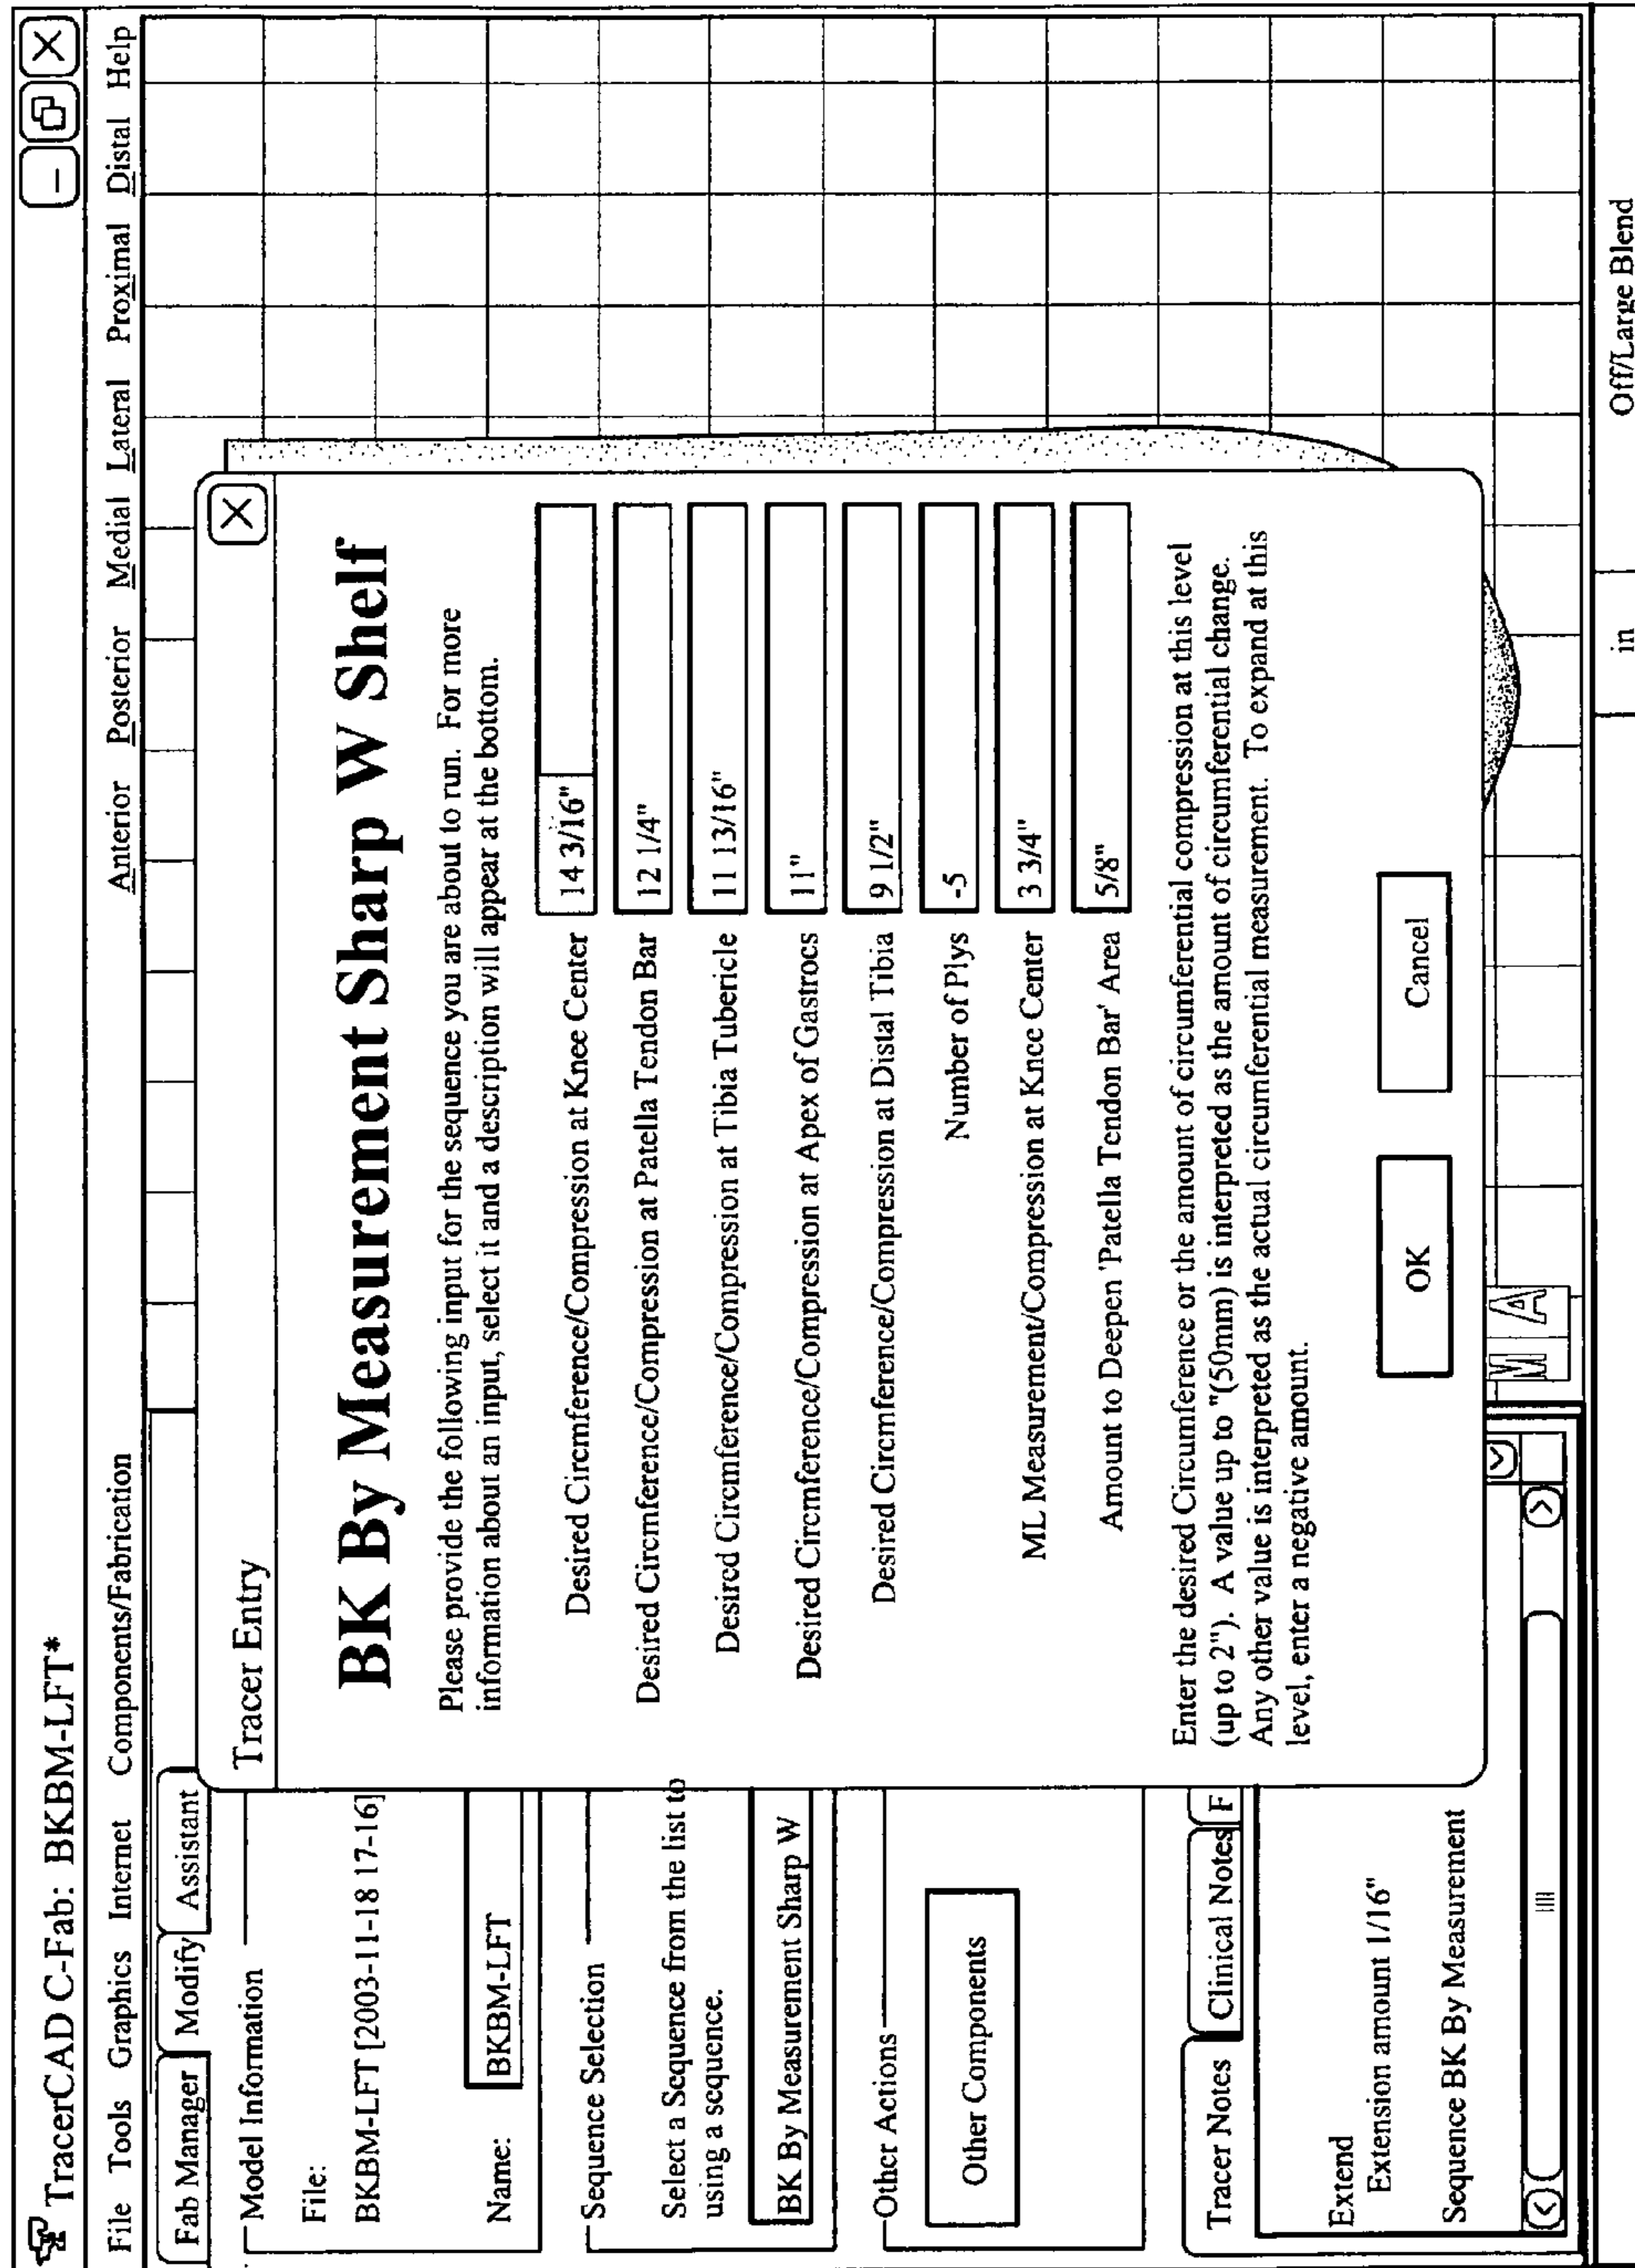 TracerCAD C-Fab: BKBM-LFT*
File Tools Graphics Internet Components/Fabrication Anterior Posterior Medial Lateral Proximal Distal Help
Fab Manager Modify Assistant
Model Information
File:
BKBM-LFT [2003-11-18 17-16]
Name: BKBM-LFT
Sequence Selection
Select a Sequence from the list to
using a sequence.
BK By Measurement Sharp W
Other Actions
Other Components
Tracer Notes Clinical Notes F
Extend
Extension amount 1/16"
Sequence BK By Measurement
Tracer Entry
BK By Measurement Sharp W Shelf
Please provide the following input for the sequence you are about to run. For more
information about an input, select it and a description will appear at the bottom.
Desired Circmference/Compression at Knee Center 14 3/16"
Desired Circmference/Compression at Patella Tendon Bar 12 1/4"
Desired Circmference/Compression at Tibia Tubericle 11 13/16"
Desired Circmference/Compression at Apex of Gastrocs 11"
Desired Circmference/Compression at Distal Tibia 9 1/2"
Number of Plys -5
ML Measurement/Compression at Knee Center 3 3/4"
Amount to Deepen 'Patella Tendon Bar' Area 5/8"
Enter the desired Circumference or the amount of circumferential compression at this level
(up to 2"). A value up to "(50mm) is interpreted as the amount of circumferential change.
Any other value is interpreted as the actual circumferential measurement. To expand at this
level, enter a negative amount.
OK Cancel
M A
in Off/Large Blend